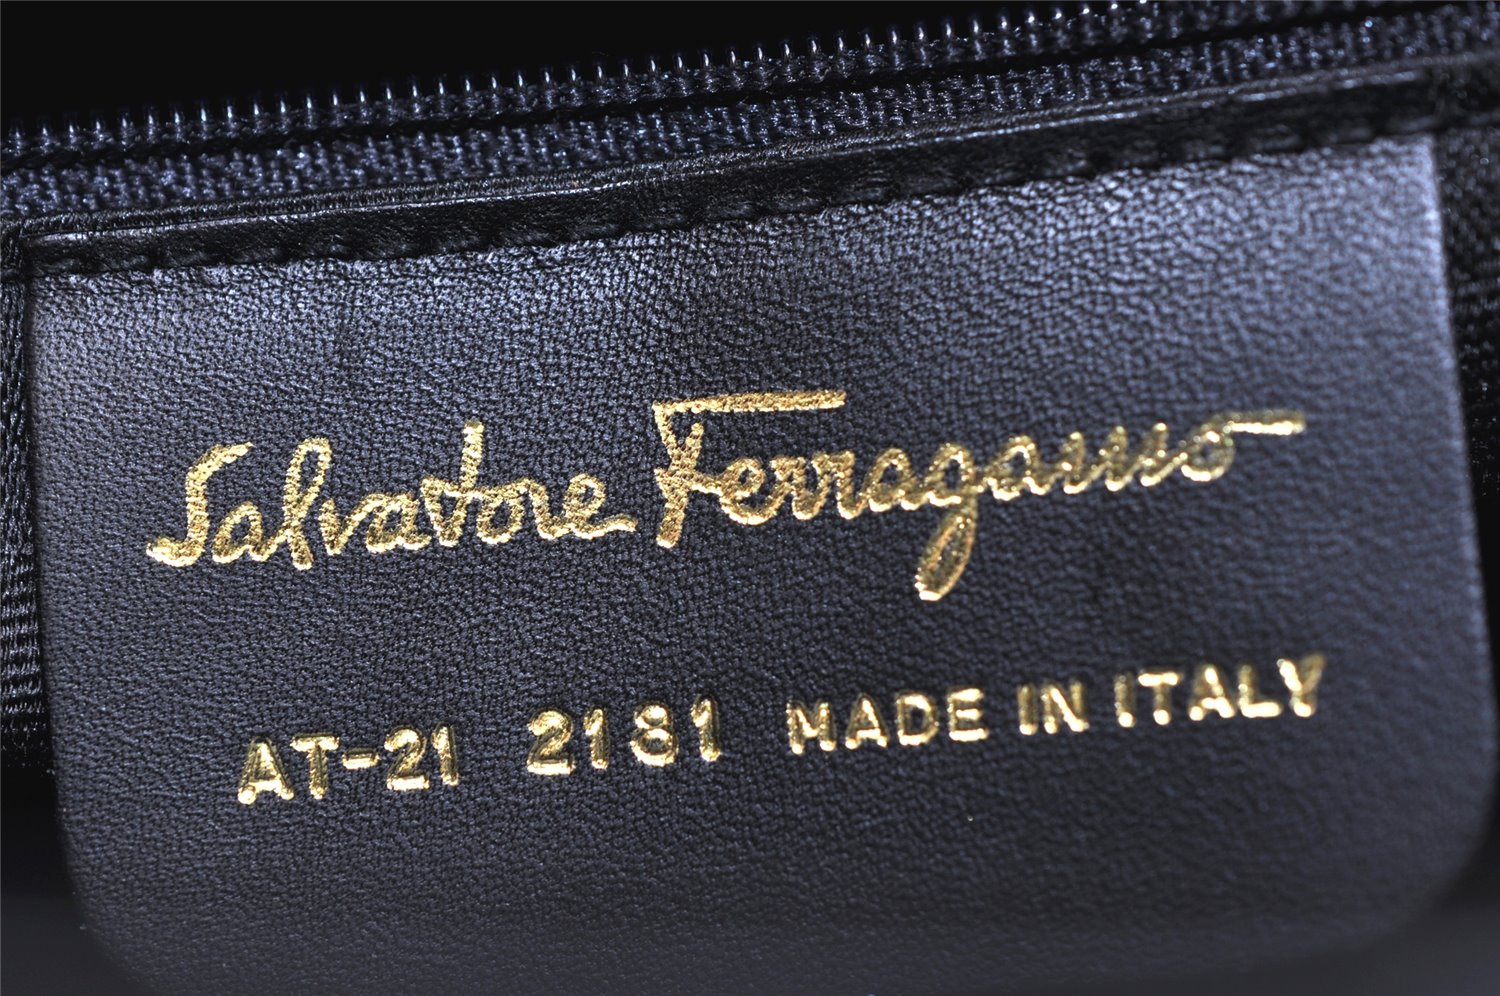 Salvatore Ferragamo
AT-21 2181 MADE IN ITALY